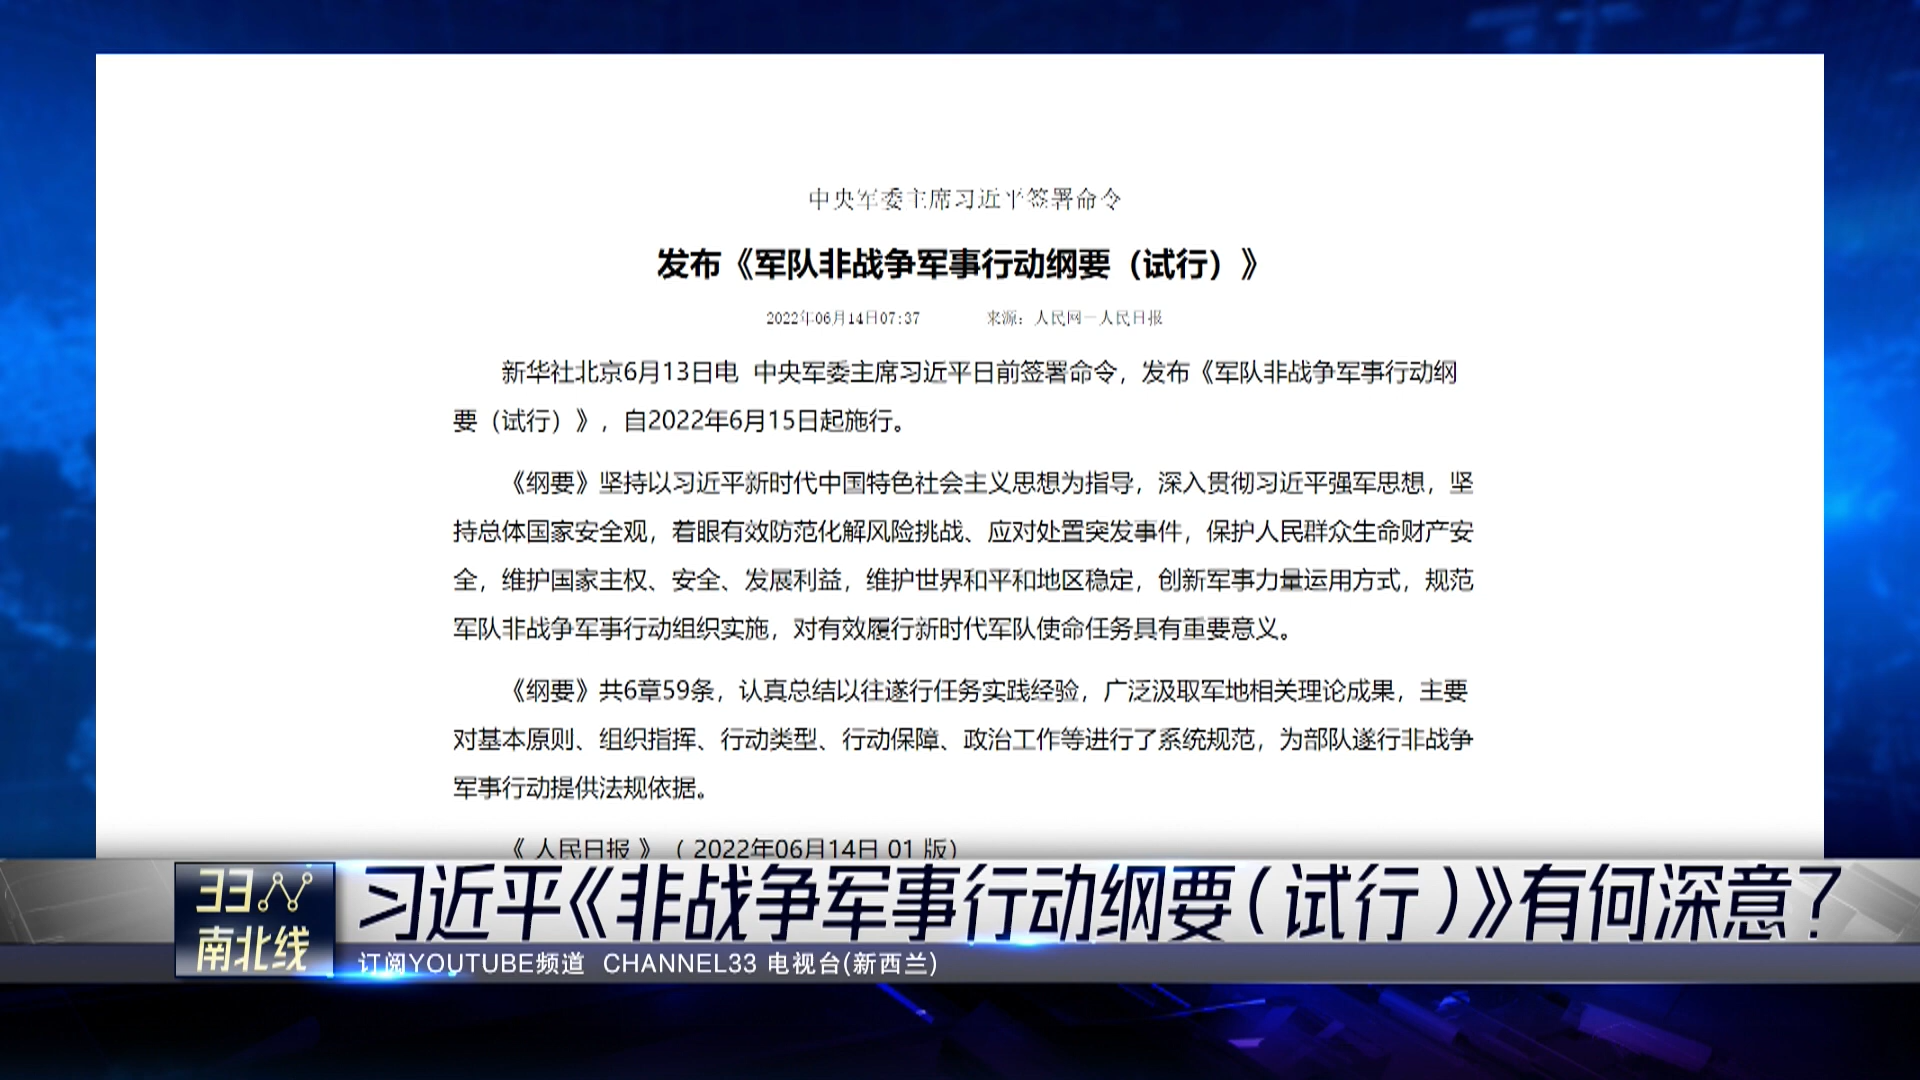 中央军委主席习近平签署命令
发布《军队非战争军事行动纲要（试行）》
2022年06月14日07:37 来源：人民网－人民日报
新华社北京6月13日电 中央军委主席习近平日前签署命令，发布《军队非战争军事行动纲
要（试行）》，自2022年6月15日起施行。
《纲要》坚持以习近平新时代中国特色社会主义思想为指导，深入贯彻习近平强军思想，坚
持总体国家安全观，着眼有效防范化解风险挑战、应对处置突发事件，保护人民群众生命财产安
全，维护国家主权、安全、发展利益，维护世界和平和地区稳定，创新军事力量运用方式，规范
军队非战争军事行动组织实施，对有效履行新时代军队使命任务具有重要意义。
《纲要》共6章59条，认真总结以往遂行任务实践经验，广泛汲取军地相关理论成果，主要
对基本原则、组织指挥、行动类型、行动保障、政治工作等进行了系统规范，为部队遂行非战争
军事行动提供法规依据。
《 人民日报 》（ 2022年06月14日 01 版）
33
南北线
习近平《非战争军事行动纲要（试行）》有何深意？
订阅YOUTUBE频道 CHANNEL33 电视台(新西兰)